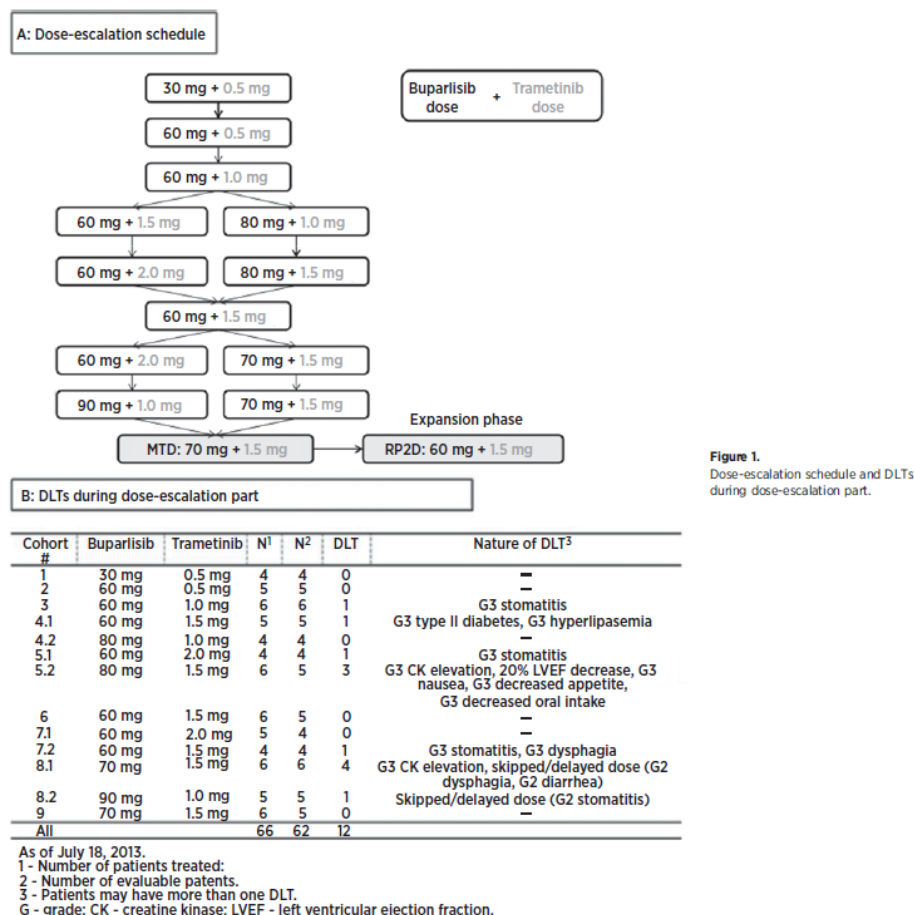 A: Dose-escalation schedule
30 mg + 0.5 mg
Buparlisib dose + Trametinib dose
60 mg + 0.5 mg
60 mg + 1.0 mg
60 mg + 1.5 mg 80 mg + 1.0 mg
60 mg + 2.0 mg 80 mg + 1.5 mg
60 mg + 1.5 mg
60 mg + 2.0 mg 70 mg + 1.5 mg
90 mg + 1.0 mg 70 mg + 1.5 mg
Expansion phase
MTD: 70 mg + 1.5 mg RP2D: 60 mg + 1.5 mg
Figure 1.
Dose-escalation schedule and DLTs
during dose-escalation part.
B: DLTs during dose-escalation part
Cohort # Buparlisib Trametinib N1 N2 DLT Nature of DLT3
1 30 mg 0.5 mg 4 4 0 –
2 60 mg 0.5 mg 5 5 0 –
3 60 mg 1.0 mg 6 6 1 G3 stomatitis
4.1 60 mg 1.5 mg 5 5 1 G3 type II diabetes, G3 hyperlipasemia
4.2 80 mg 1.0 mg 4 4 0 –
5.1 60 mg 2.0 mg 4 4 1 G3 stomatitis
5.2 80 mg 1.5 mg 6 5 3 G3 CK elevation, 20% LVEF decrease, G3
nausea, G3 decreased appetite,
G3 decreased oral intake
6 60 mg 1.5 mg 6 5 0 –
7.1 60 mg 2.0 mg 5 4 0 –
7.2 60 mg 1.5 mg 4 4 1 G3 stomatitis, G3 dysphagia
8.1 70 mg 1.5 mg 6 6 4 G3 CK elevation, skipped/delayed dose (G2
dysphagia, G2 diarrhea)
8.2 90 mg 1.0 mg 5 5 1 Skipped/delayed dose (G2 stomatitis)
9 70 mg 1.5 mg 6 5 0 –
All 66 62 12
As of July 18, 2013.
1 - Number of patients treated:
2 - Number of evaluable patents.
3 - Patients may have more than one DLT.
G - grade: CK - creatine kinase: LVEF - left ventricular ejection fraction.